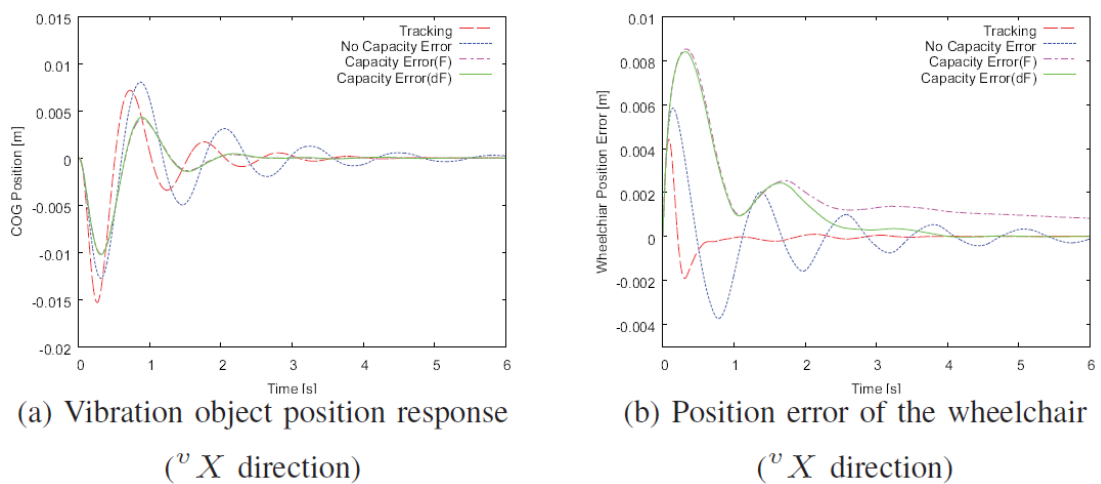 0.015
0.01
0.005
0
-0.005
-0.01
-0.015
-0.02
COG Position [m]
Tracking
No Capacity Error
Capacity Error(F)
Capacity Error(dF)
0 1 2 3 4 5 6
Time [s]
(a) Vibration object position response
(ᵛ X direction)
0.01
0.008
0.006
0.004
0.002
0
-0.002
-0.004
Wheelchiar Position Error [m]
Tracking
No Capacity Error
Capacity Error(F)
Capacity Error(dF)
0 1 2 3 4 5 6
Time [s]
(b) Position error of the wheelchair
(ᵛ X direction)